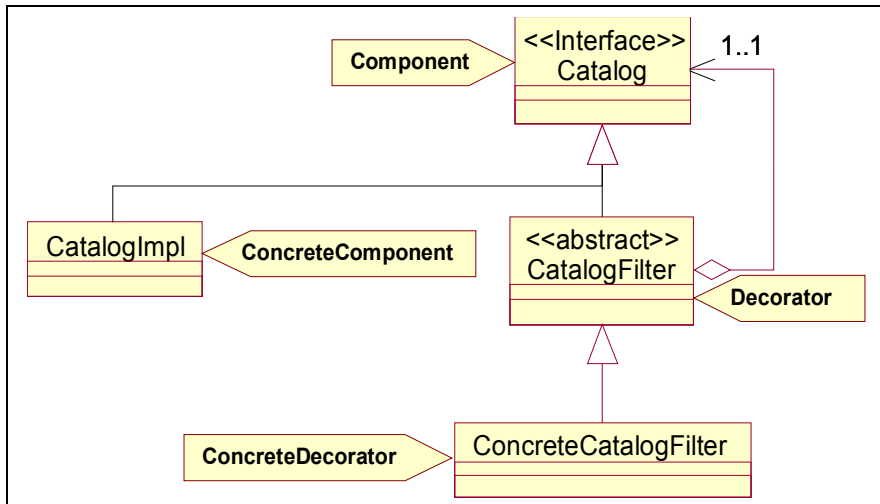 <<Interface>>
Catalog
1..1
Component
CatalogImpl
ConcreteComponent
<<abstract>>
CatalogFilter
Decorator
ConcreteDecorator
ConcreteCatalogFilter